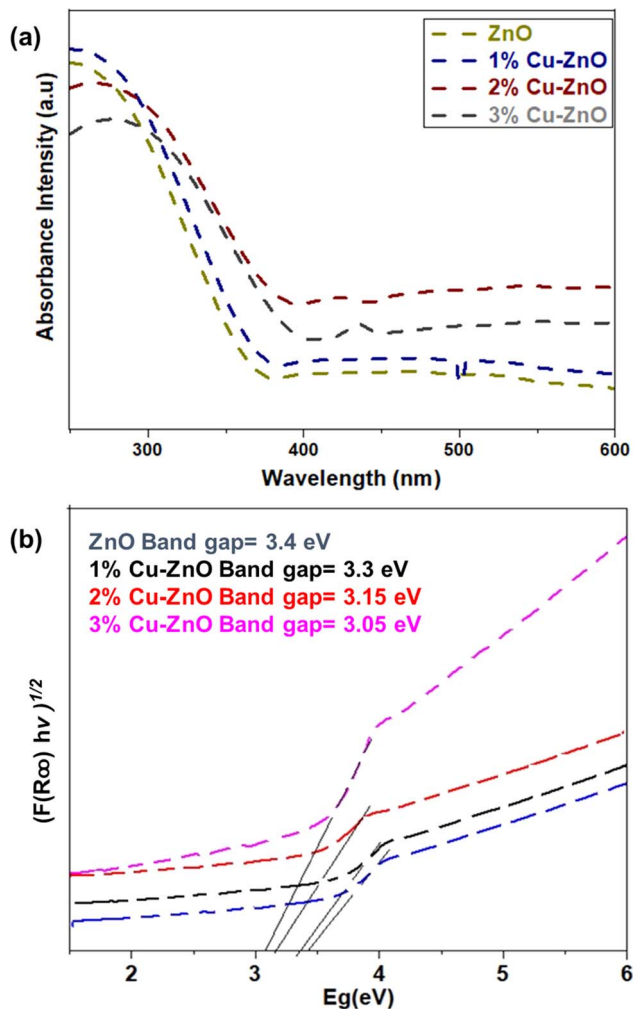 (a)
ZnO
1% Cu-ZnO
2% Cu-ZnO
3% Cu-ZnO
Absorbance Intensity (a.u)
300
400
500
600
Wavelength (nm)
(b)
ZnO Band gap= 3.4 eV
1% Cu-ZnO Band gap= 3.3 eV
2% Cu-ZnO Band gap= 3.15 eV
3% Cu-ZnO Band gap= 3.05 eV
(F(R∞) hν )^1/2
2
3
4
5
6
Eg(eV)